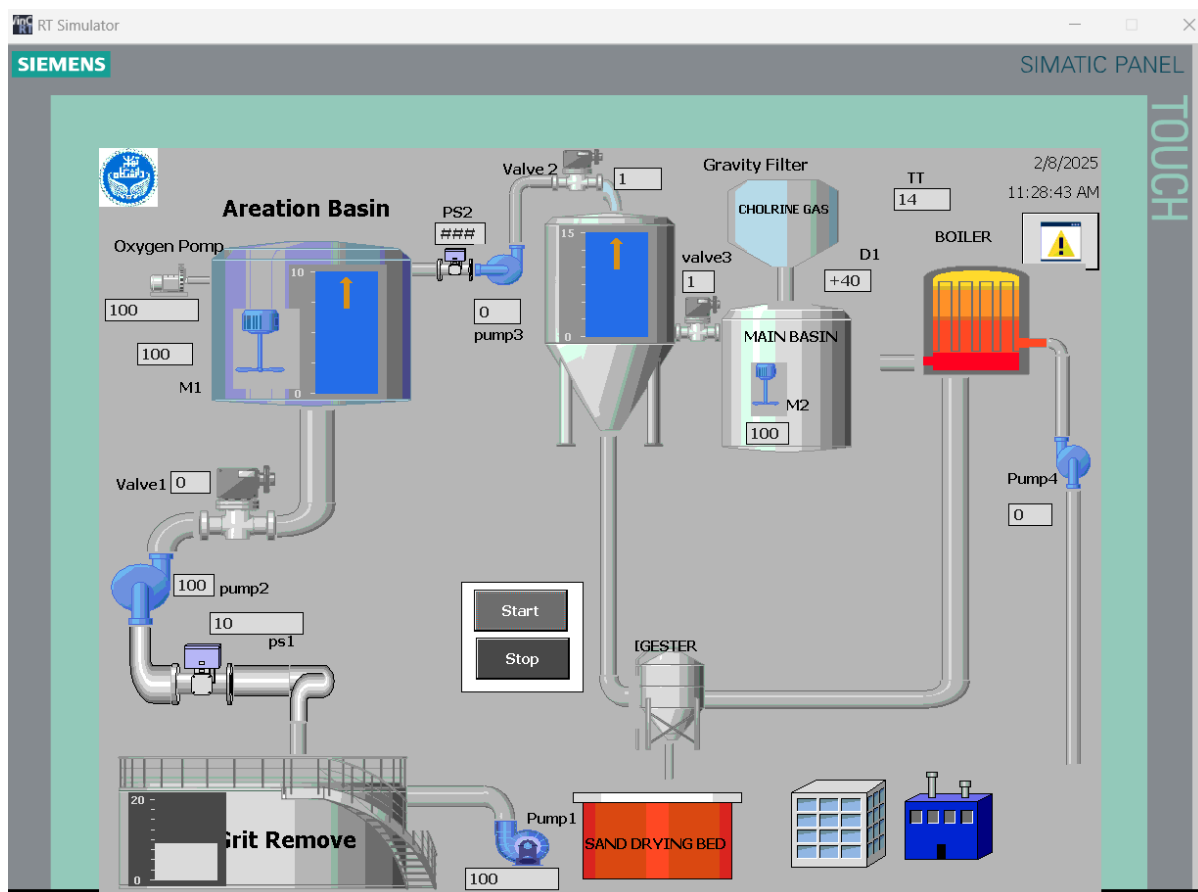 RT Simulator
SIEMENS
SIMATIC PANEL
TOUCH
2/8/2025
11:28:43 AM
Valve 2
1
Gravity Filter
TT
14
Areation Basin
PS2
###
CHOLRINE GAS
BOILER
Oxygen Pomp
100
10
0
15
0
valve3
1
D1
+40
0
pump3
MAIN BASIN
100
M1
M2
100
Valve1
0
Pump4
0
100
pump2
10
ps1
Start
Stop
IGESTER
20
0
Grit Remove
Pump1
100
SAND DRYING BED